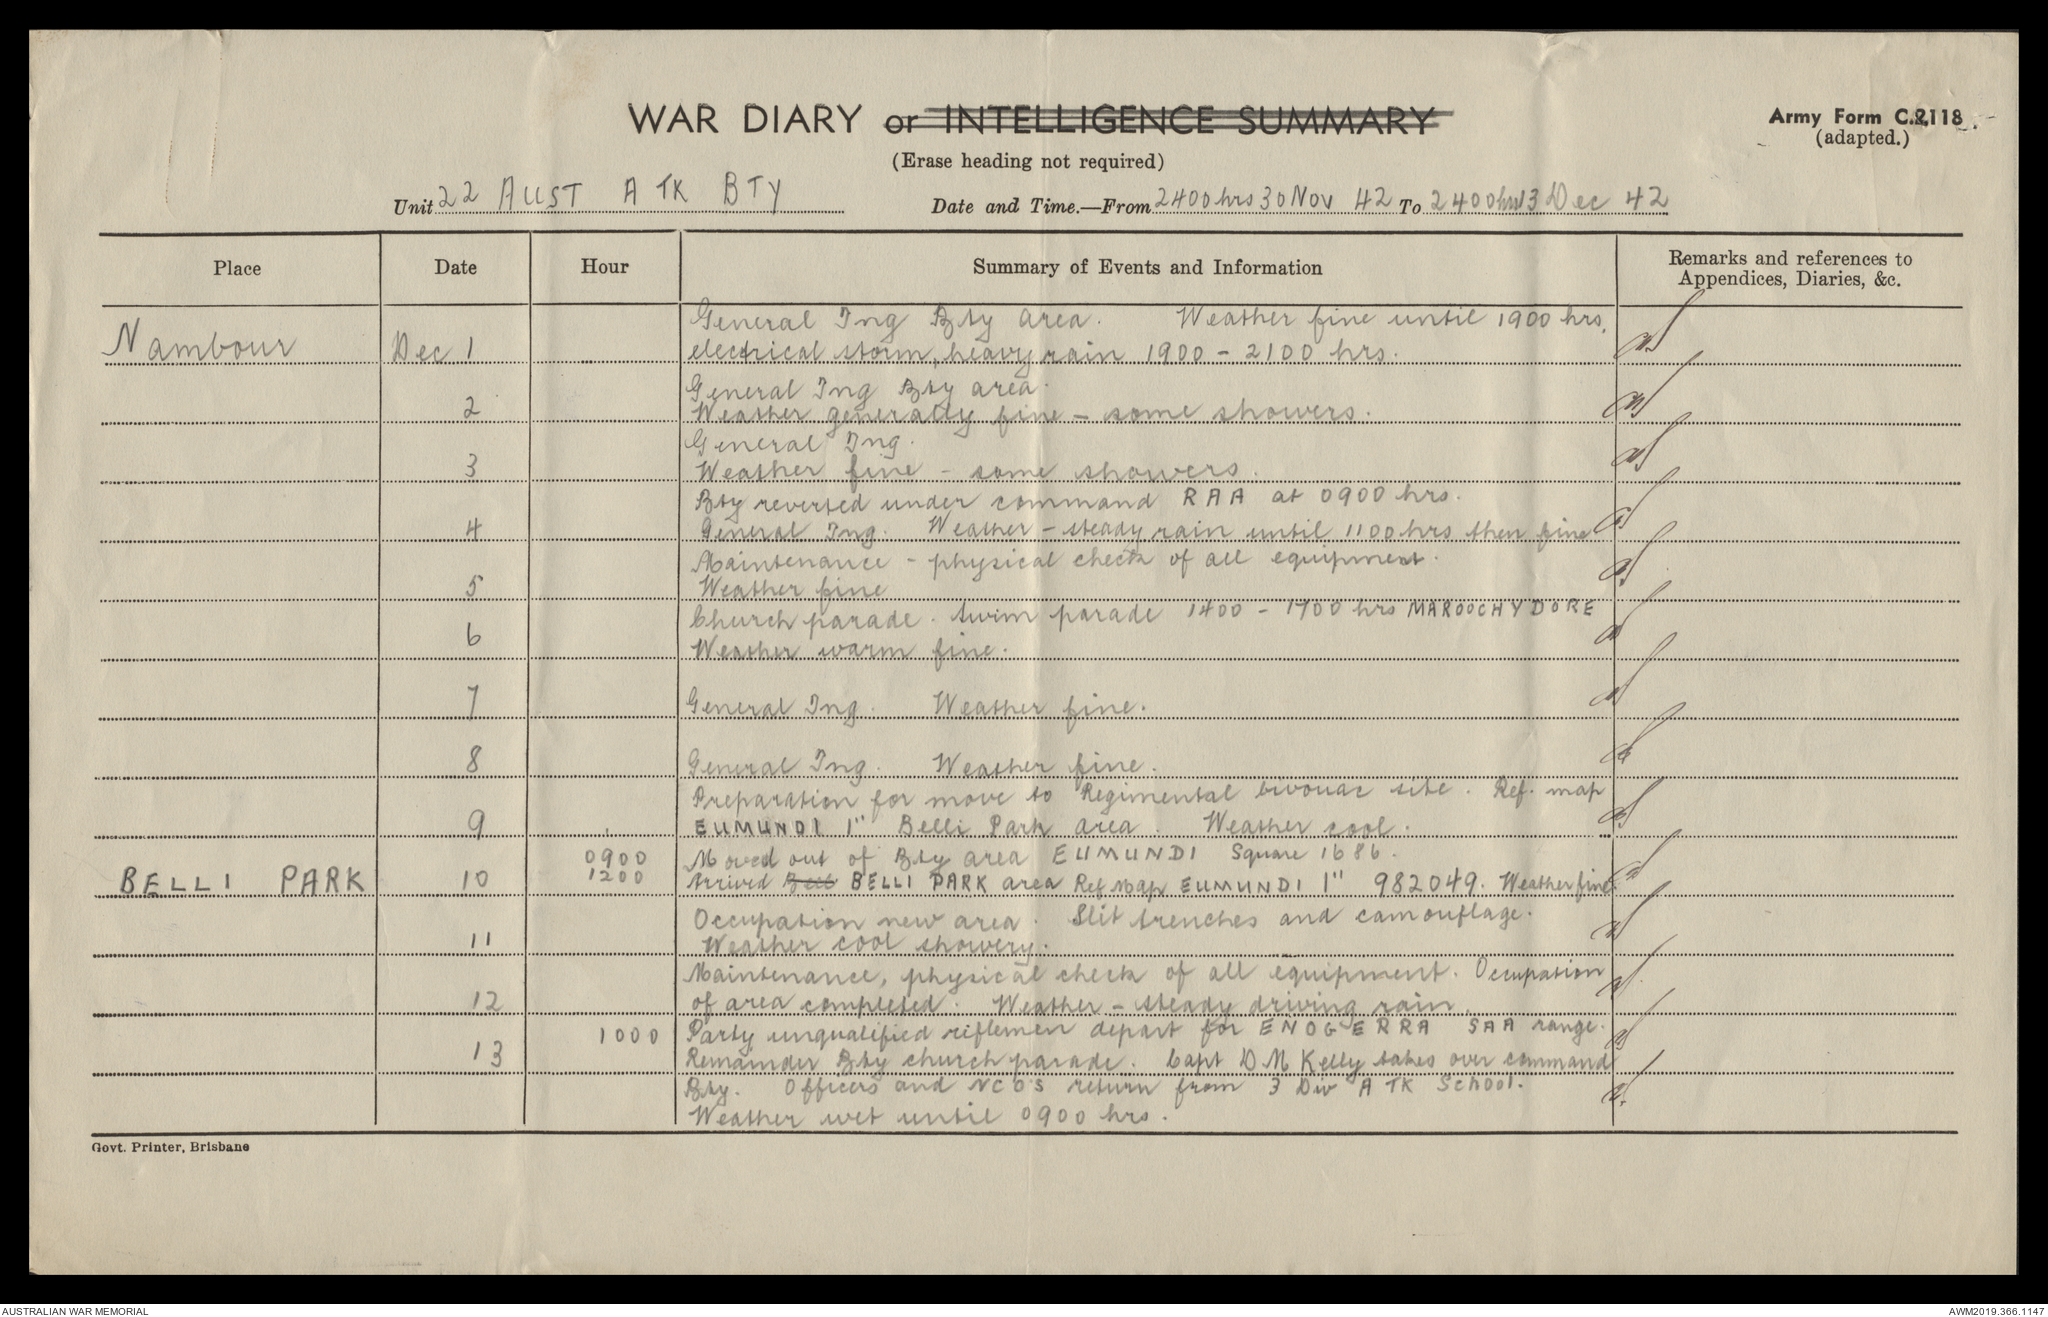 WAR DIARY or INTELLIGENCE SUMMARY
Army Form C.2118.
(adapted.)
(Erase heading not required)
Unit 22 AUST A TK BTY Date and Time.—From 2400hrs 30 Nov 42 To 2400hrs 13 Dec 42
Place Date Hour Summary of Events and Information Remarks and references to
Appendices, Diaries, &c.
General Tng Bty area. Weather fine until 1900 hrs,
Nambour Dec 1 electrical storm, heavy rain 1900 - 2100 hrs.
General Tng Bty area.
2 Weather generally fine - some showers.
General Tng.
3 Weather fine - some showers.
Bty reverted under command RAA at 0900 hrs.
4 General Tng. Weather - steady rain until 1100 hrs then fine
Maintenance - physical check of all equipment.
5 Weather fine
Church parade. Swim parade 1400 - 1700 hrs MAROOCHYDORE
6 Weather warm fine.
7 General Tng. Weather fine.
8 General Tng. Weather fine.
Preparation for move to Regimental bivouac site. Ref. map
9 EUMUNDI 1" Belli Park area. Weather cool.
0900 Moved out of Bty area EUMUNDI Square 1686.
BELLI PARK 10 1200 Arrived Belli BELLI PARK area Ref Map EUMUNDI 1" 982049. Weather fine.
Occupation new area. Slit trenches and camouflage.
11 Weather cool showery.
Maintenance, physical check of all equipment. Occupation
12 of area completed. Weather - steady driving rain.
1000 Party unqualified riflemen depart for ENOGERRA SAA range.
13 Remainder Bty church parade. Capt D M Kelly takes over command
Bty. Officers and NCOs return from 3 Div A TK School.
Weather wet until 0900 hrs.
Govt. Printer, Brisbane
AUSTRALIAN WAR MEMORIAL AWM2019.366.1147